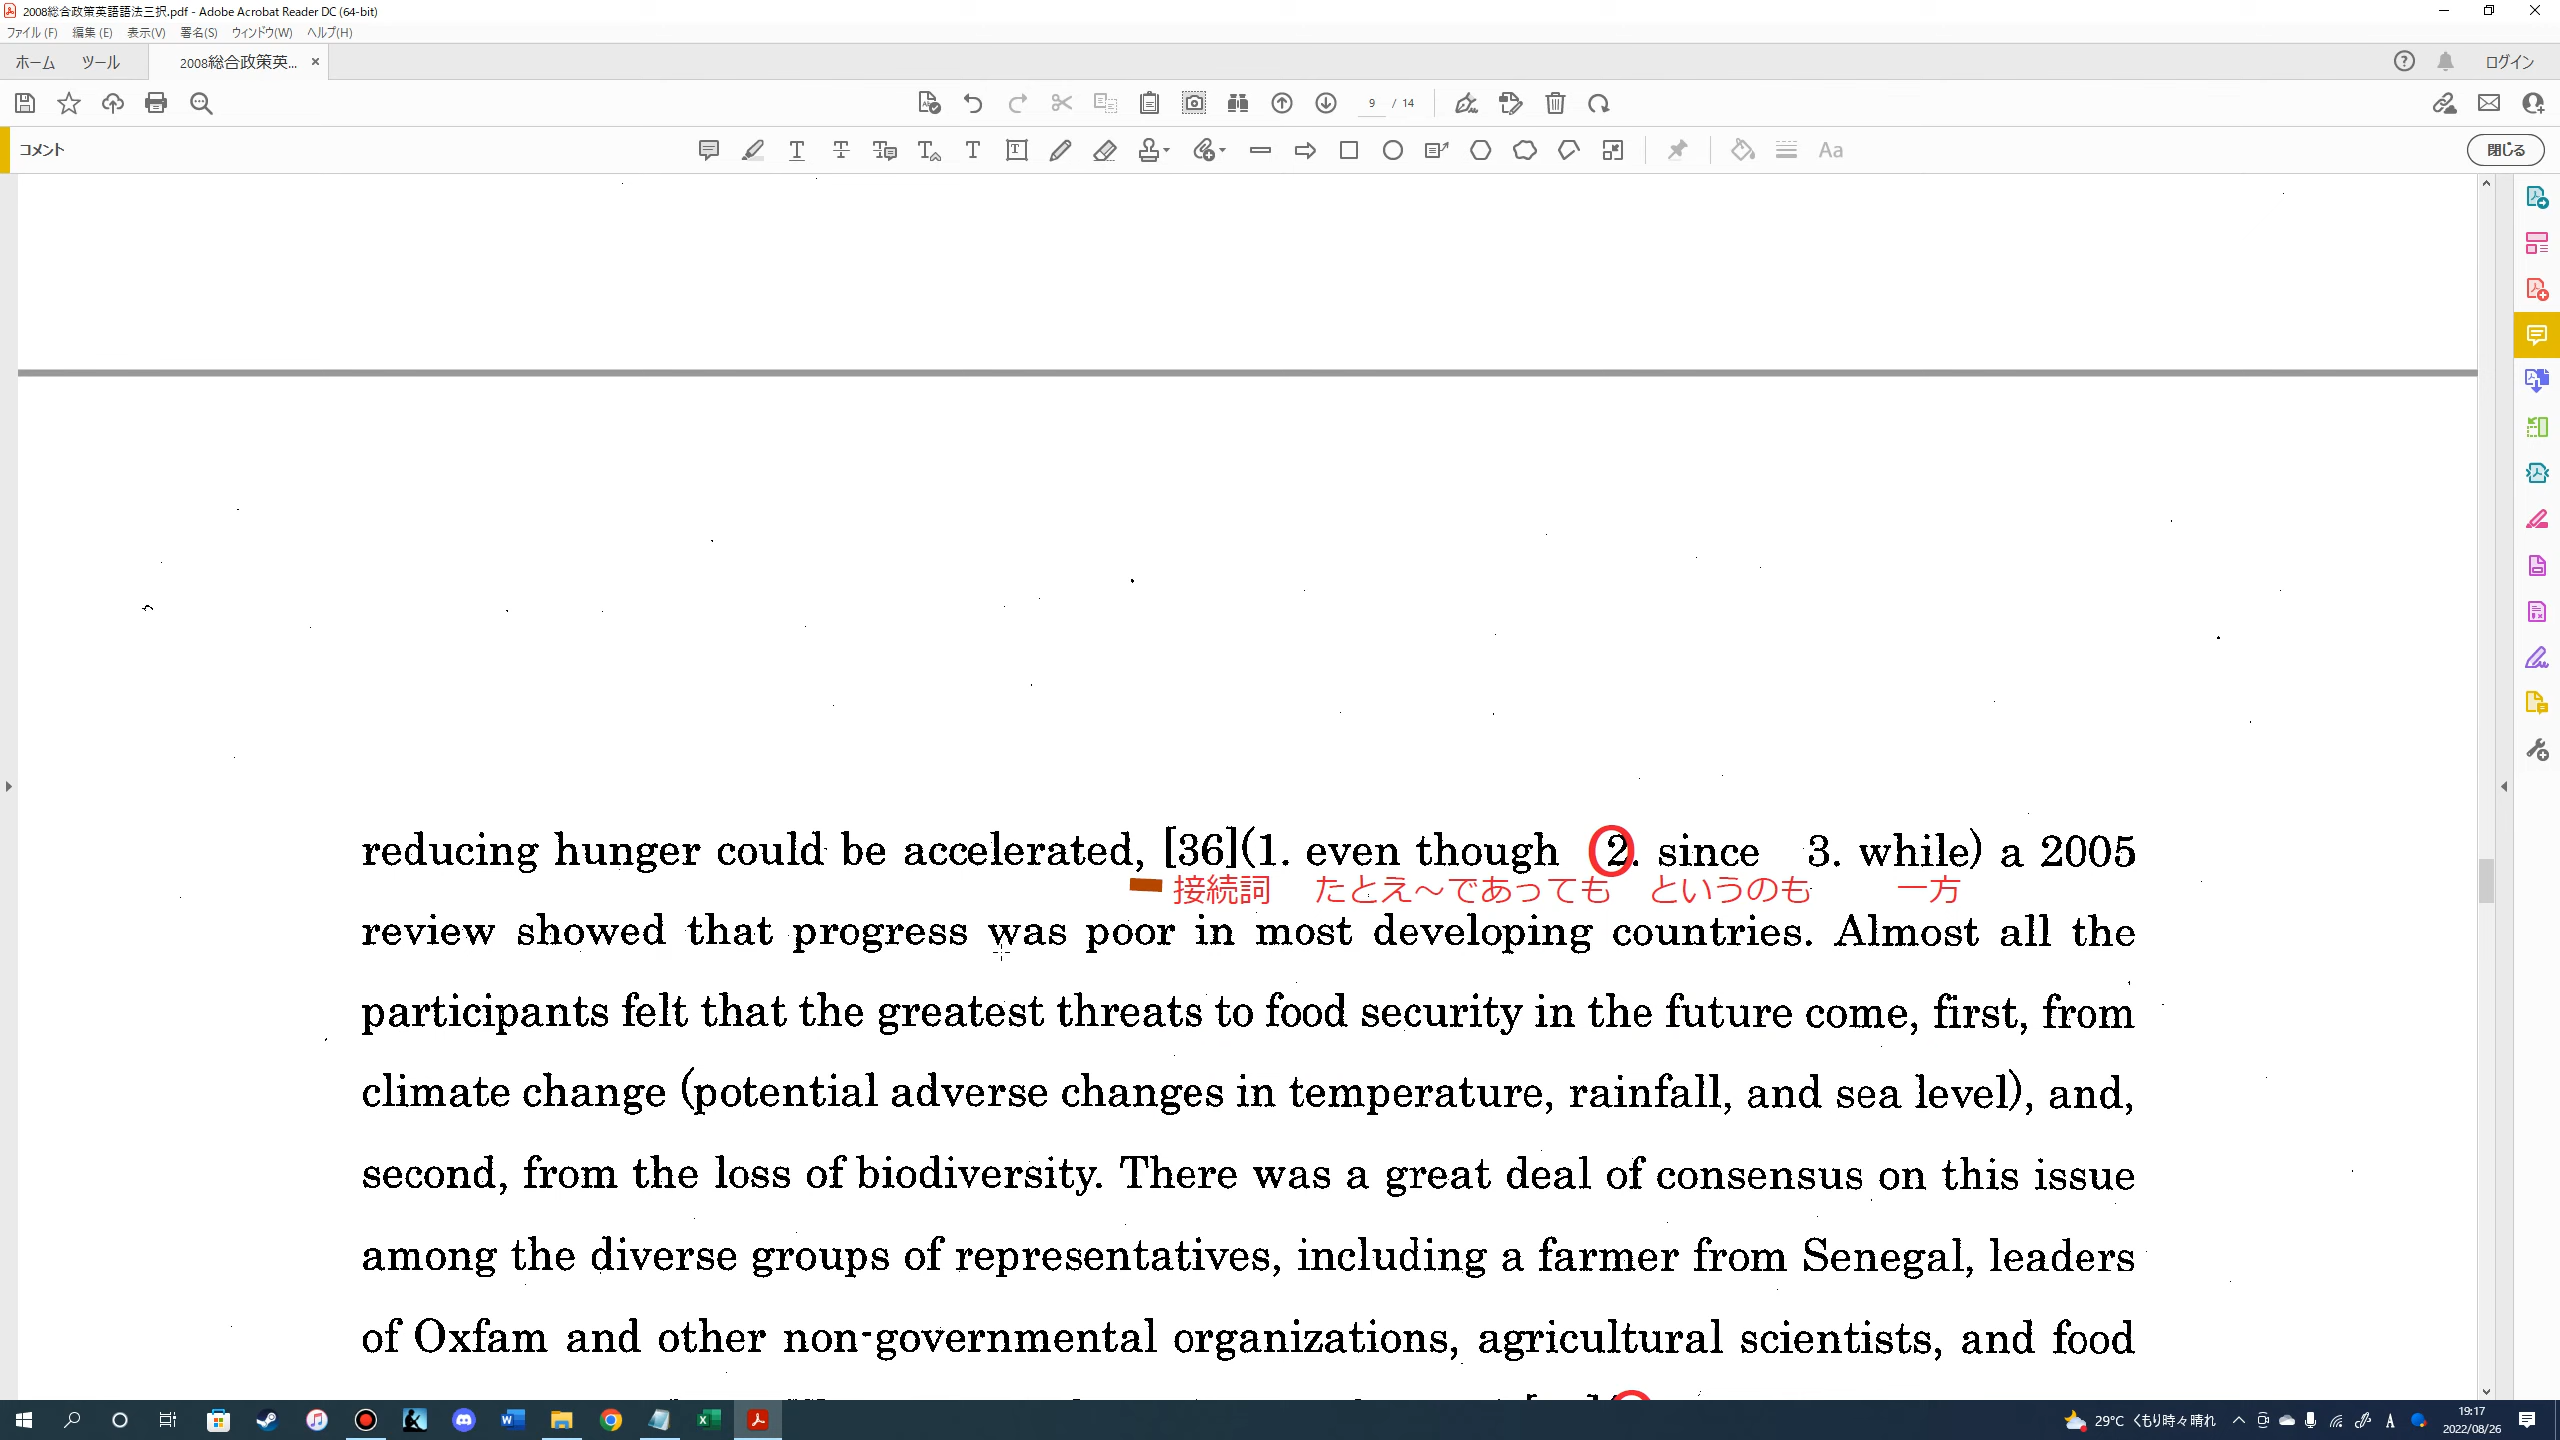 2008総合政策英語語法三択.pdf - Adobe Acrobat Reader DC (64-bit)
ファイル(F) 編集(E) 表示(V) 署名(S) ウィンドウ(W) ヘルプ(H)
ホーム ツール 2008総合政策英... × ログイン
9 / 14
コメント 閉じる
reducing hunger could be accelerated, [36](1. even though 2. since 3. while) a 2005
接続詞 たとえ～であっても というのも 一方
review showed that progress was poor in most developing countries. Almost all the
participants felt that the greatest threats to food security in the future come, first, from
climate change (potential adverse changes in temperature, rainfall, and sea level), and,
second, from the loss of biodiversity. There was a great deal of consensus on this issue
among the diverse groups of representatives, including a farmer from Senegal, leaders
of Oxfam and other non-governmental organizations, agricultural scientists, and food
29°C くもり時々晴れ A 19:17
2022/08/26